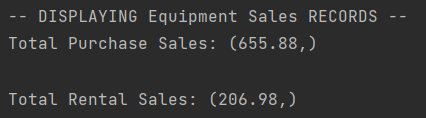 -- DISPLAYING Equipment Sales RECORDS --
Total Purchase Sales: (655.88,)
Total Rental Sales: (206.98,)